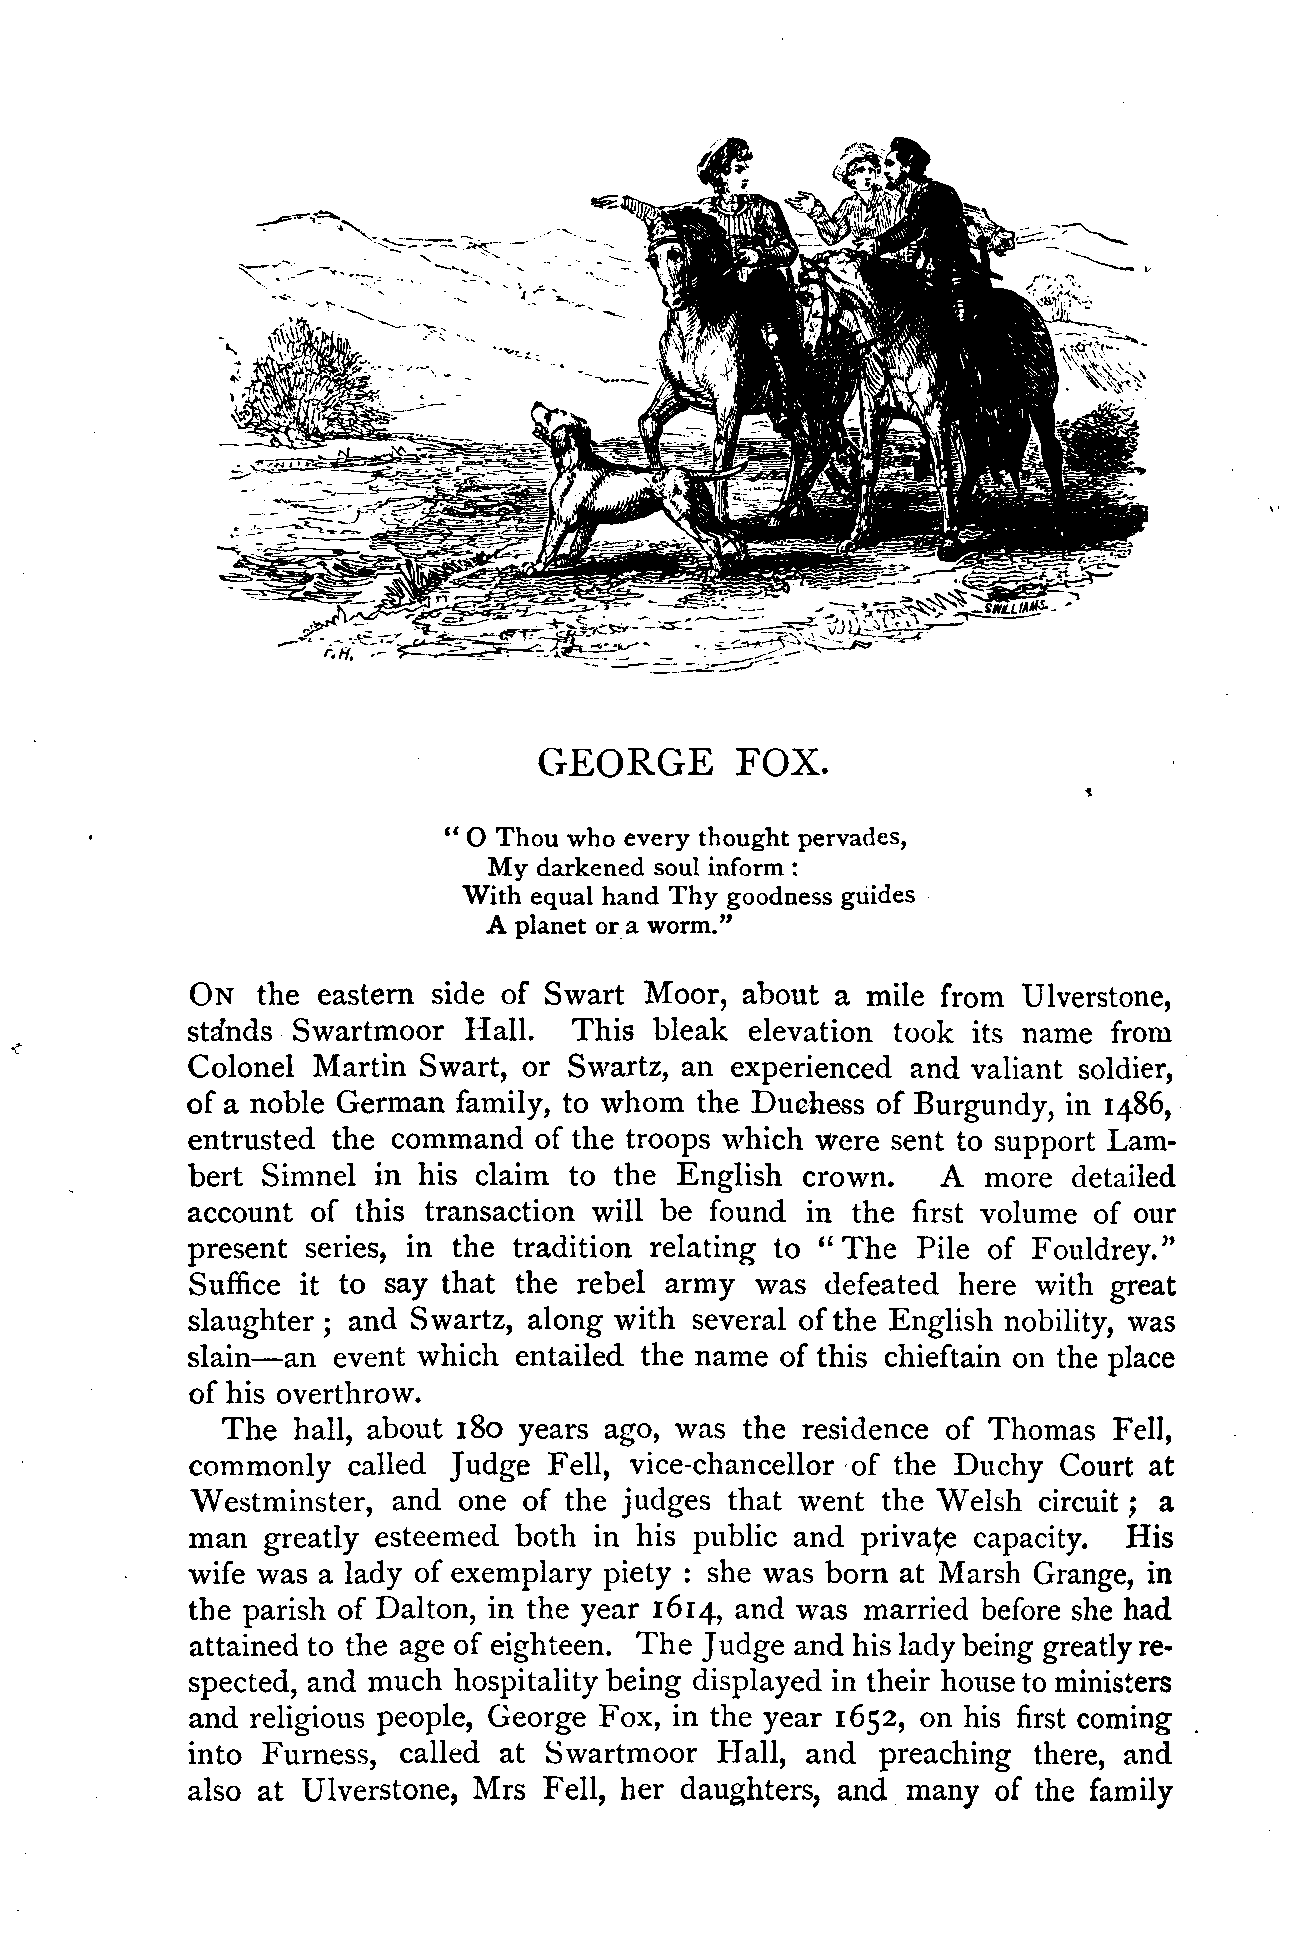 SWILLIAMS
F.H.
GEORGE FOX.
“ O Thou who every thought pervades,
My darkened soul inform :
With equal hand Thy goodness guides
A planet or a worm.”
ON the eastern side of Swart Moor, about a mile from Ulverstone,
stands Swartmoor Hall. This bleak elevation took its name from
Colonel Martin Swart, or Swartz, an experienced and valiant soldier,
of a noble German family, to whom the Duchess of Burgundy, in 1486,
entrusted the command of the troops which were sent to support Lam-
bert Simnel in his claim to the English crown. A more detailed
account of this transaction will be found in the first volume of our
present series, in the tradition relating to “ The Pile of Fouldrey.”
Suffice it to say that the rebel army was defeated here with great
slaughter ; and Swartz, along with several of the English nobility, was
slain—an event which entailed the name of this chieftain on the place
of his overthrow.
The hall, about 180 years ago, was the residence of Thomas Fell,
commonly called Judge Fell, vice-chancellor of the Duchy Court at
Westminster, and one of the judges that went the Welsh circuit ; a
man greatly esteemed both in his public and private capacity. His
wife was a lady of exemplary piety : she was born at Marsh Grange, in
the parish of Dalton, in the year 1614, and was married before she had
attained to the age of eighteen. The Judge and his lady being greatly re-
spected, and much hospitality being displayed in their house to ministers
and religious people, George Fox, in the year 1652, on his first coming
into Furness, called at Swartmoor Hall, and preaching there, and
also at Ulverstone, Mrs Fell, her daughters, and many of the family